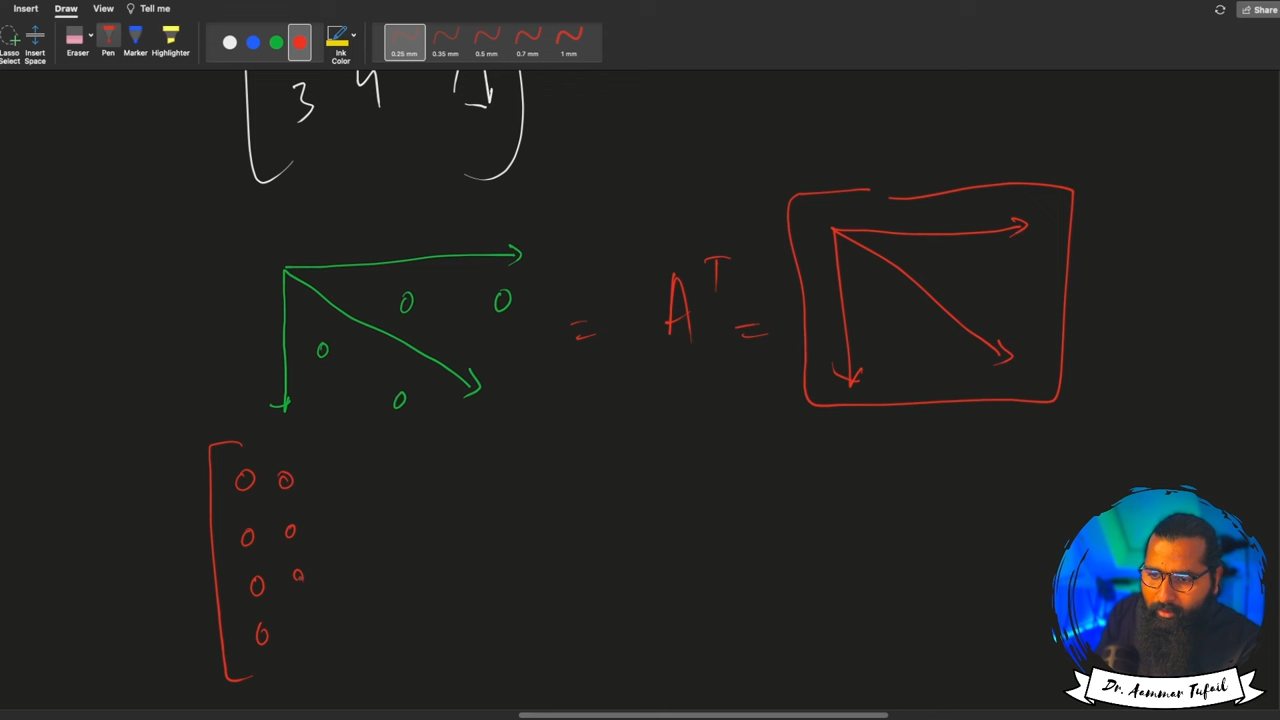 Insert Draw View Tell me Share
Lasso Select
Insert Space
Eraser
Pen
Marker
Highlighter
Ink Color
0.25 mm
0.35 mm
0.5 mm
0.7 mm
1 mm
3 4 1
0 0
0
0
= A^T =
0 0
0 0
0 0
0
Dr. Aammar Tufail